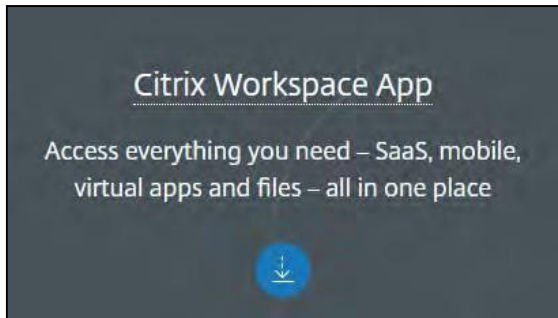 Citrix Workspace App
Access everything you need – SaaS, mobile,
virtual apps and files – all in one place